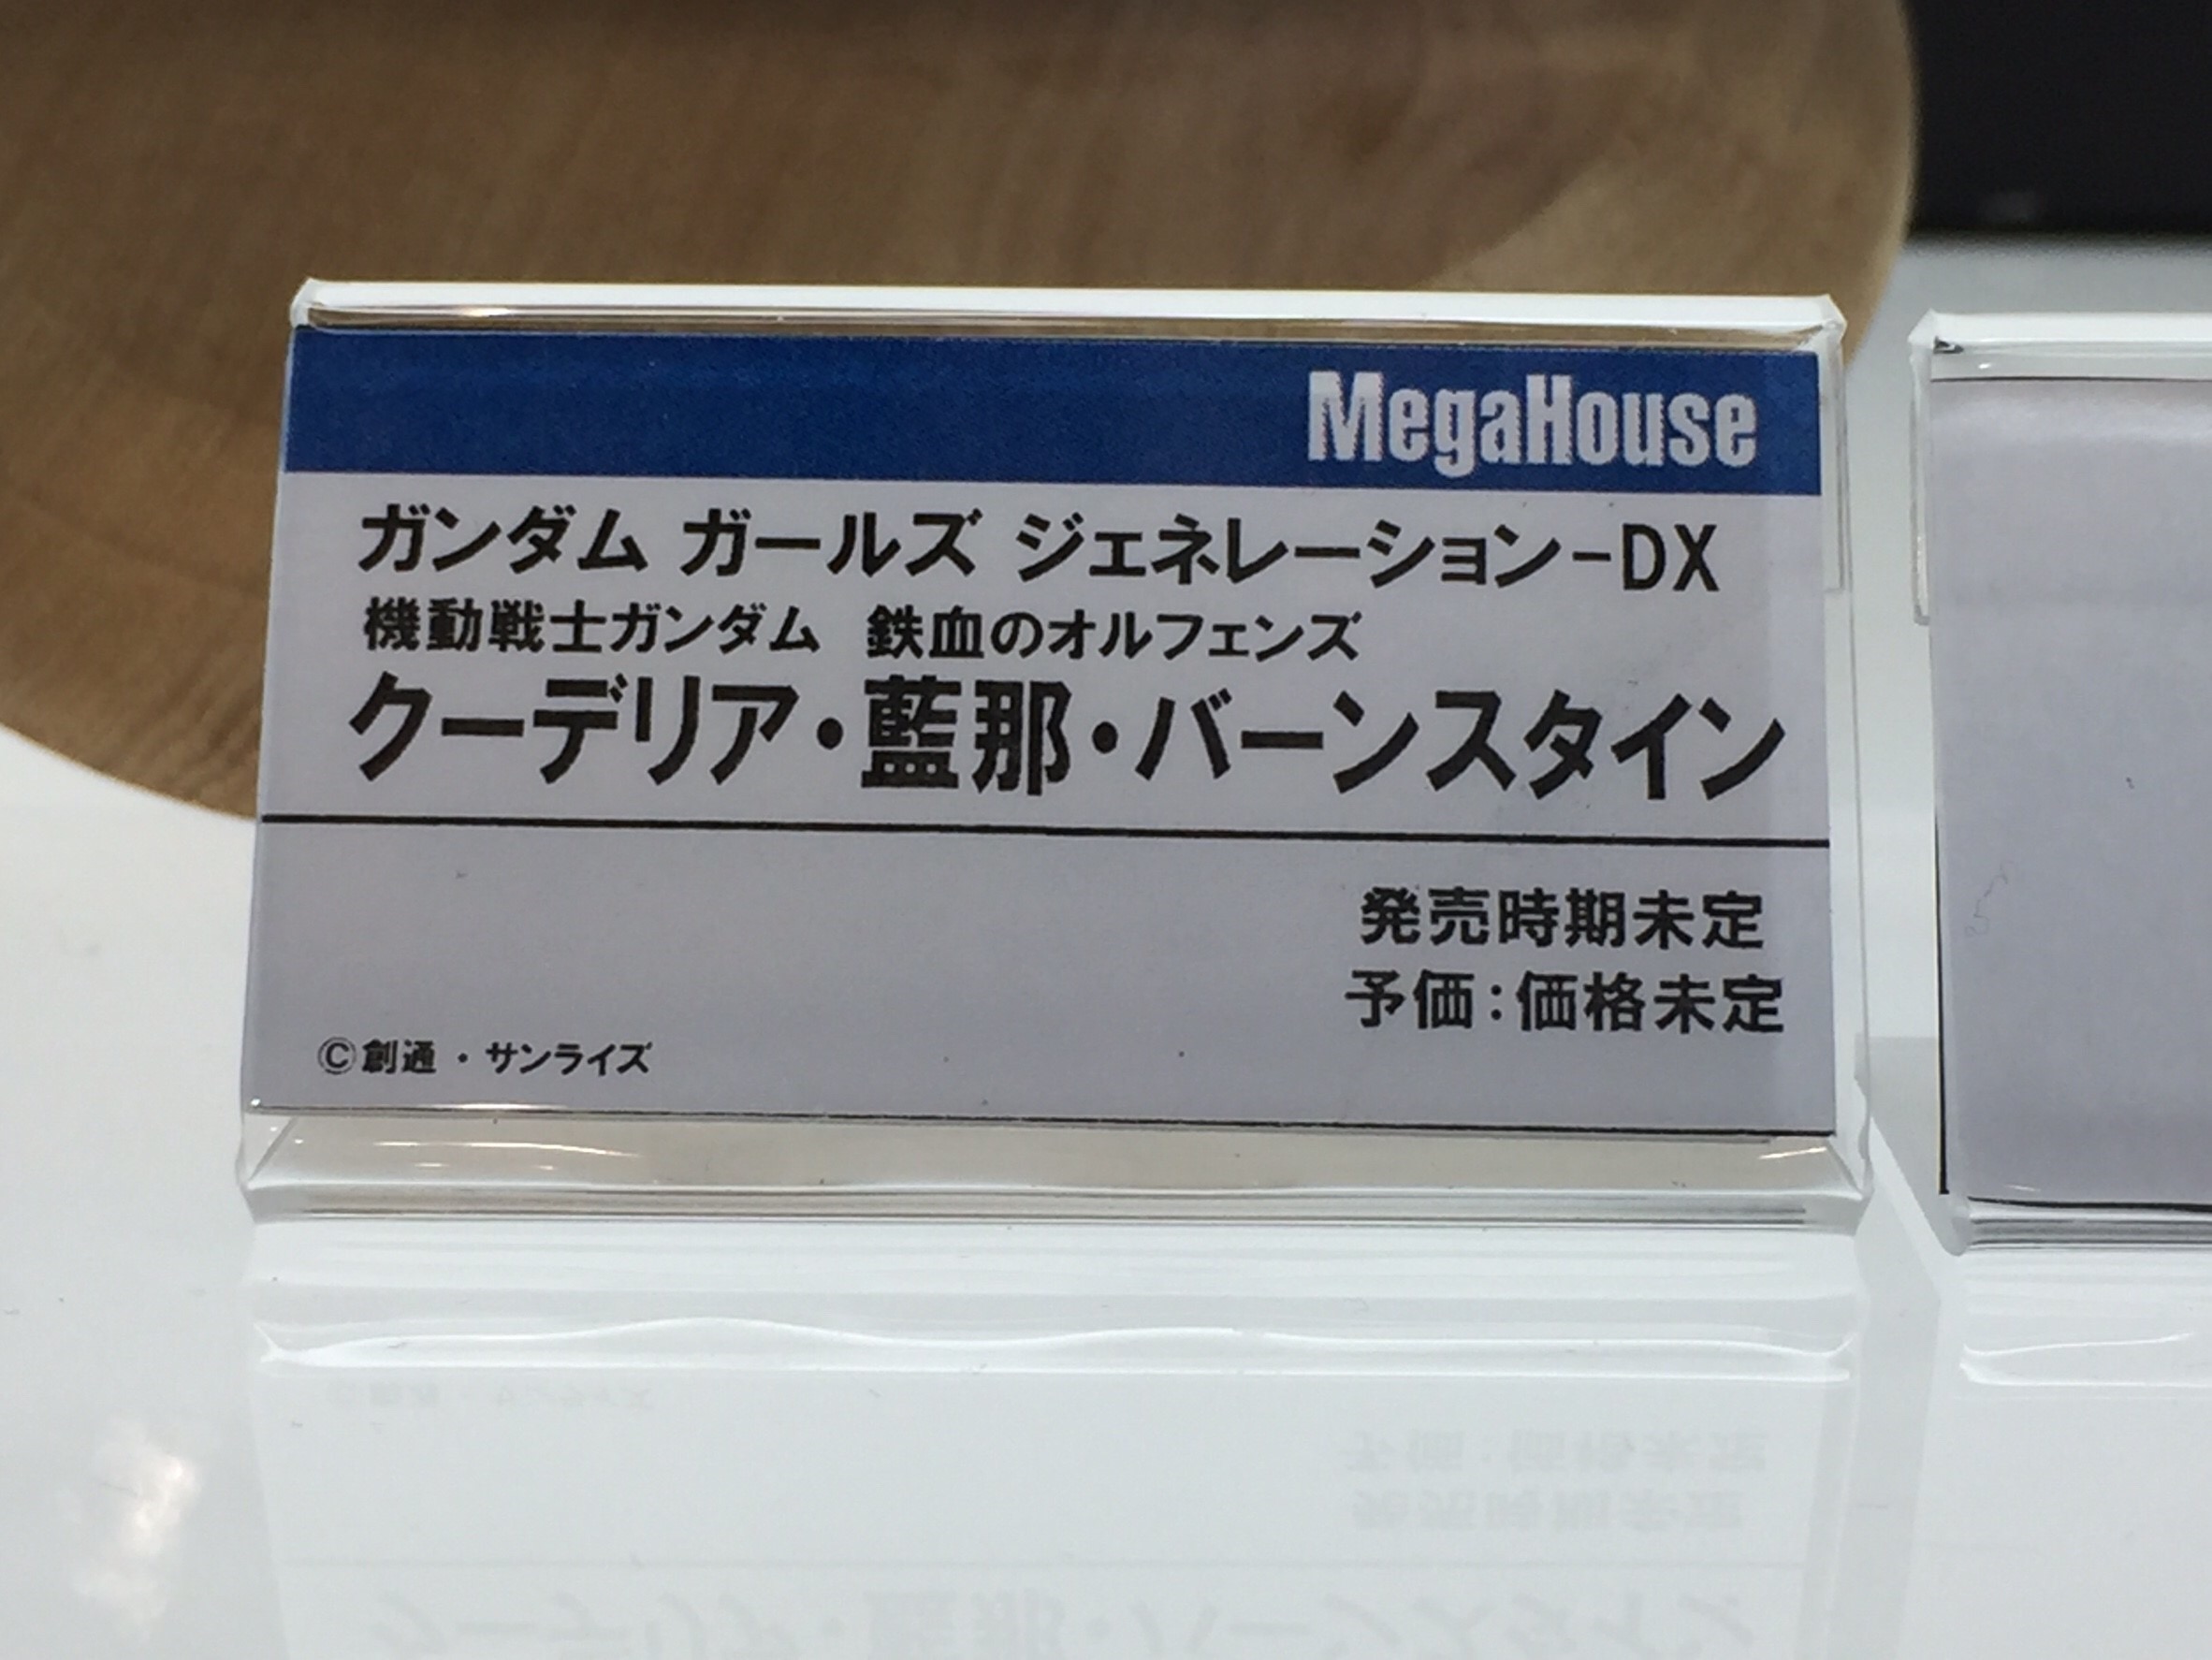 MegaHouse
ガンダム ガールズ ジェネレーション-DX
機動戦士ガンダム 鉄血のオルフェンズ
クーデリア・藍那・バーンスタイン
発売時期未定
予価:価格未定
©創通・サンライズ